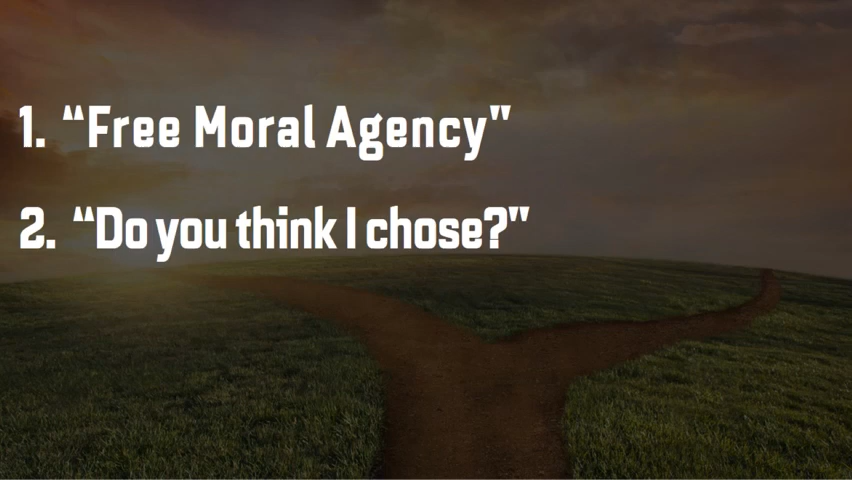 1. “Free Moral Agency"
2. “Do you think I chose?"